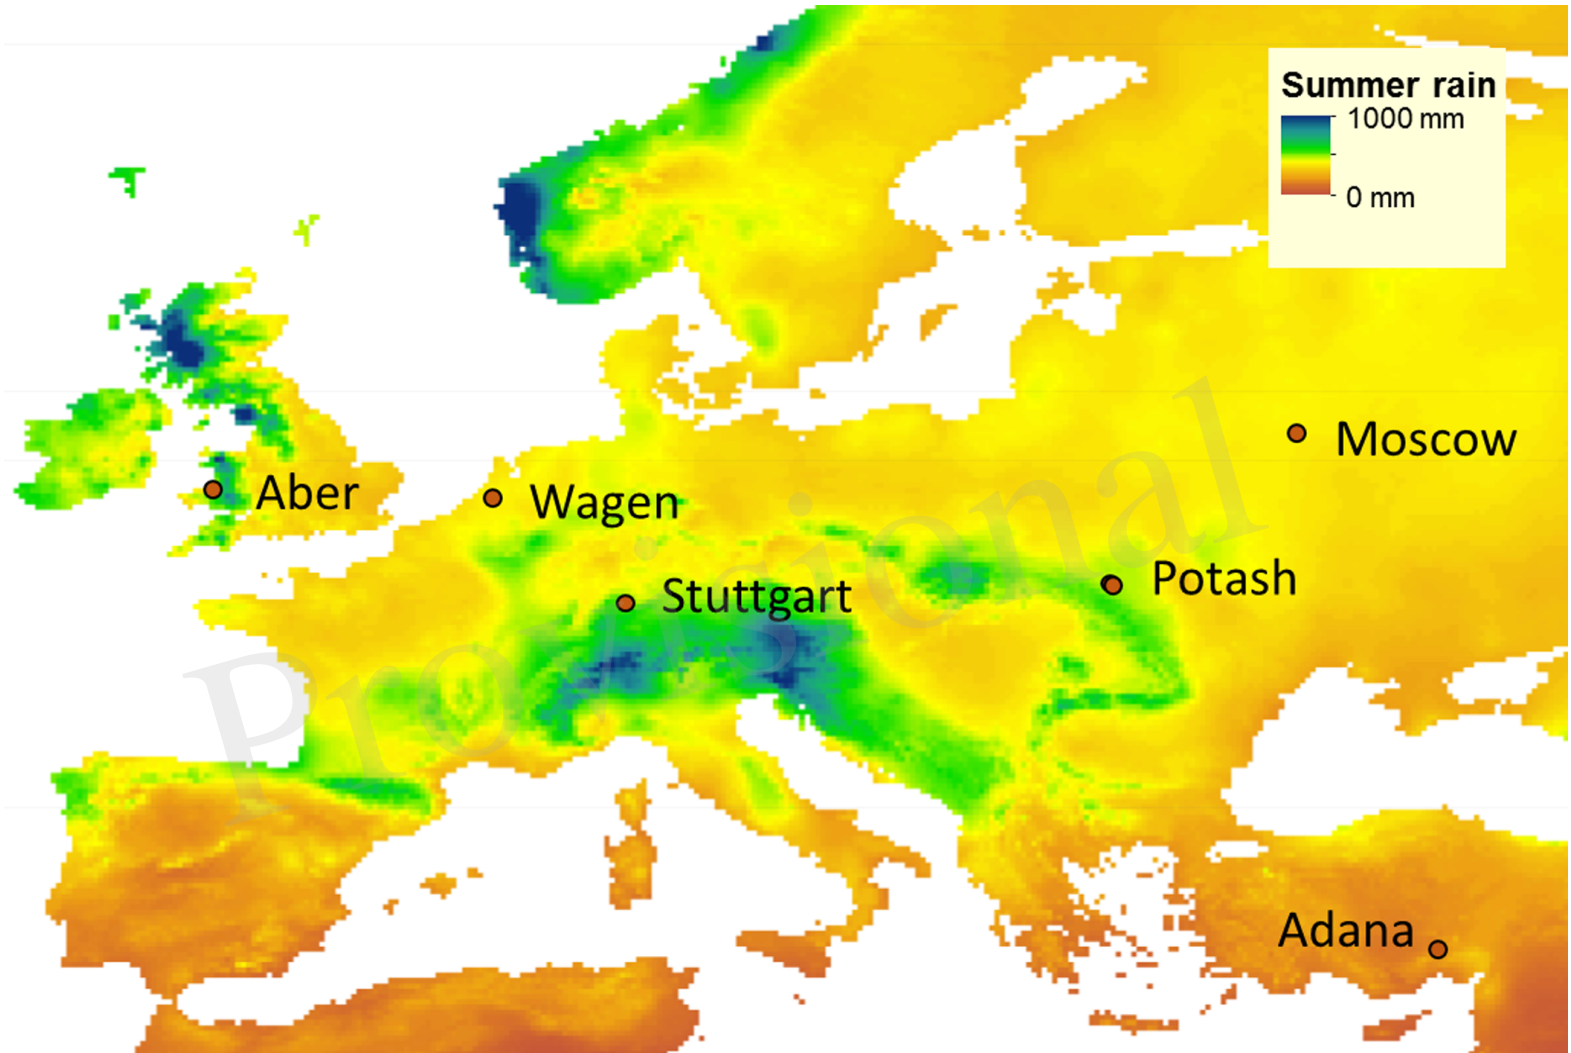 Summer rain
1000 mm
0 mm
Moscow
Aber
Wagen
Potash
Stuttgart
Provisional
Adana